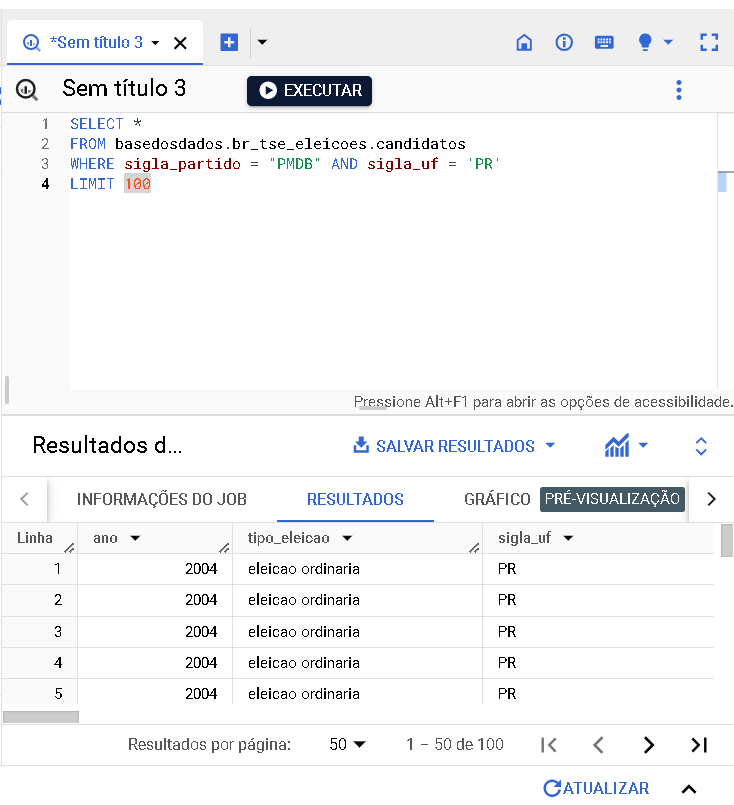 *Sem título 3
Sem título 3
EXECUTAR
1 SELECT *
2 FROM basedosdados.br_tse_eleicoes.candidatos
3 WHERE sigla_partido = "PMDB" AND sigla_uf = 'PR'
4 LIMIT 100
Pressione Alt+F1 para abrir as opções de acessibilidade.
Resultados d...
SALVAR RESULTADOS
INFORMAÇÕES DO JOB RESULTADOS GRÁFICO PRÉ-VISUALIZAÇÃO
Linha ano tipo_eleicao sigla_uf
1 2004 eleicao ordinaria PR
2 2004 eleicao ordinaria PR
3 2004 eleicao ordinaria PR
4 2004 eleicao ordinaria PR
5 2004 eleicao ordinaria PR
Resultados por página: 50 1 – 50 de 100
ATUALIZAR